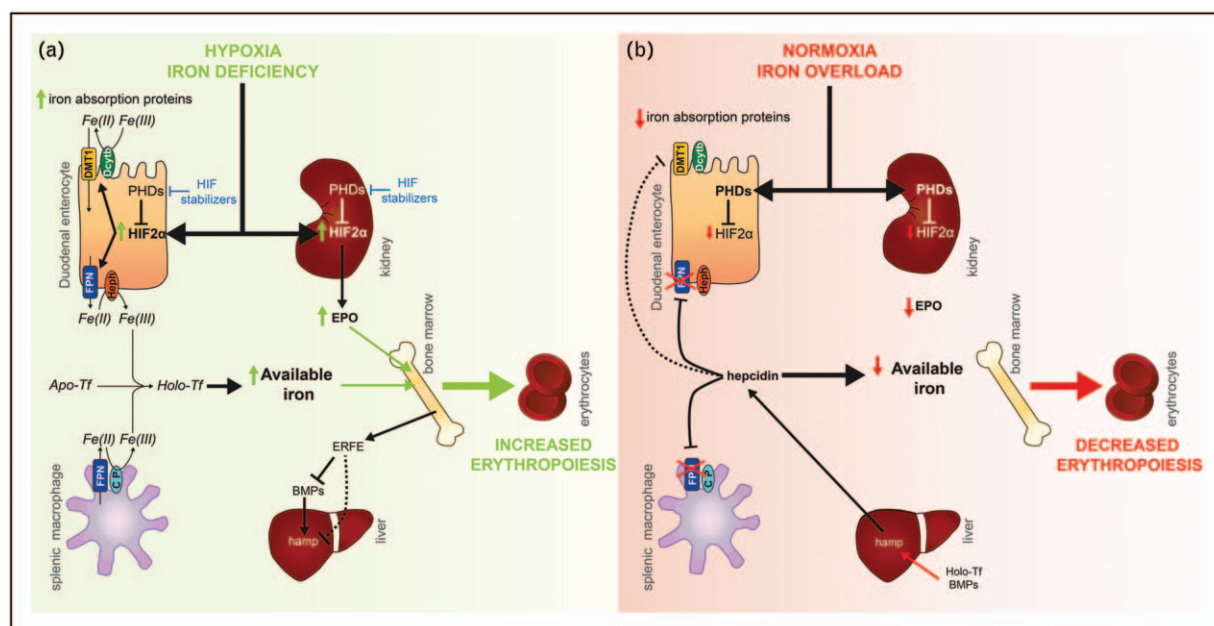 (a)
HYPOXIA
IRON DEFICIENCY
iron absorption proteins
Fe(II) Fe(III)
DMT1
Dcytb
Duodenal enterocyte
PHDs
HIF
stabilizers
HIF2α
FPN
Heph
Fe(II) Fe(III)
PHDs
HIF
stabilizers
HIF2α
kidney
EPO
bone marrow
Apo-Tf
Holo-Tf
Available
iron
erythrocytes
INCREASED
ERYTHROPOIESIS
Fe(II) Fe(III)
FPN
C P
splenic macrophage
ERFE
BMPs
hamp
liver
(b)
NORMOXIA
IRON OVERLOAD
iron absorption proteins
DMT1
Dcytb
Duodenal enterocyte
PHDs
HIF2α
FPN
Heph
PHDs
HIF2α
kidney
EPO
bone marrow
hepcidin
Available
iron
erythrocytes
DECREASED
ERYTHROPOIESIS
FPN
C P
splenic macrophage
hamp
liver
Holo-Tf
BMPs